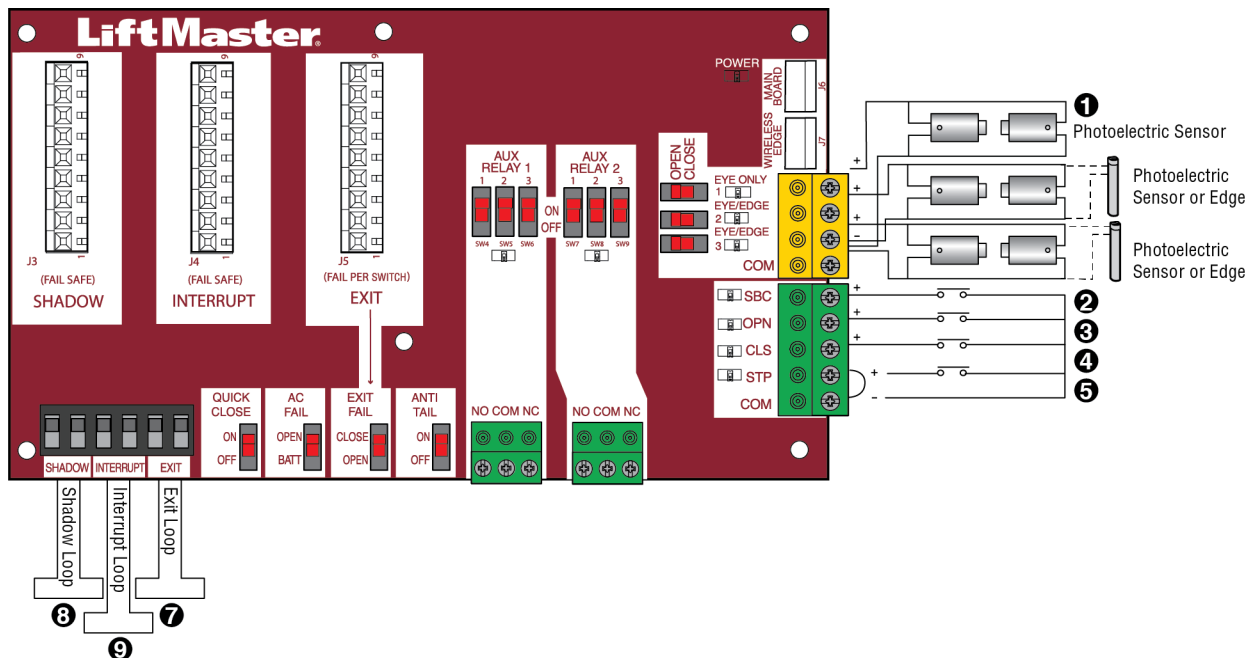 LiftMaster®
9
1
J3
(FAIL SAFE)
SHADOW
9
1
J4
(FAIL SAFE)
INTERRUPT
9
1
J5
(FAIL PER SWITCH)
EXIT
POWER
MAIN BOARD
J6
WIRELESS EDGE
J7
AUX
RELAY 1
1 2 3
SW4 SW5 SW6
ON
OFF
AUX
RELAY 2
1 2 3
SW7 SW8 SW9
OPEN
CLOSE
EYE ONLY
1
EYE/EDGE
2
EYE/EDGE
3
COM
SBC
OPN
CLS
STP
COM
+
+
+
–
+
+
+
+
-
1
Photoelectric Sensor
Photoelectric
Sensor or Edge
Photoelectric
Sensor or Edge
2
3
4
5
QUICK
CLOSE
ON
OFF
AC
FAIL
OPEN
BATT
EXIT
FAIL
CLOSE
OPEN
ANTI
TAIL
ON
OFF
NO COM NC
NO COM NC
SHADOW
INTERRUPT
EXIT
Shadow Loop
Interrupt Loop
Exit Loop
8
7
9